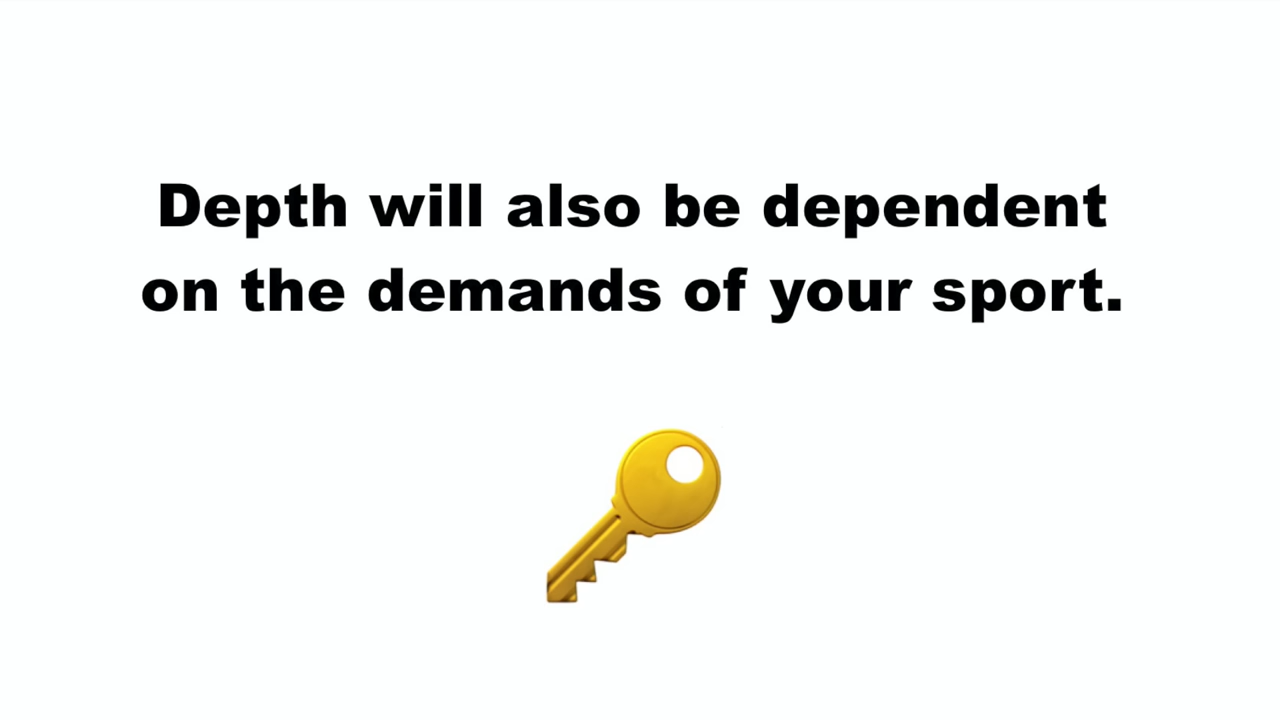 Depth will also be dependent
on the demands of your sport.